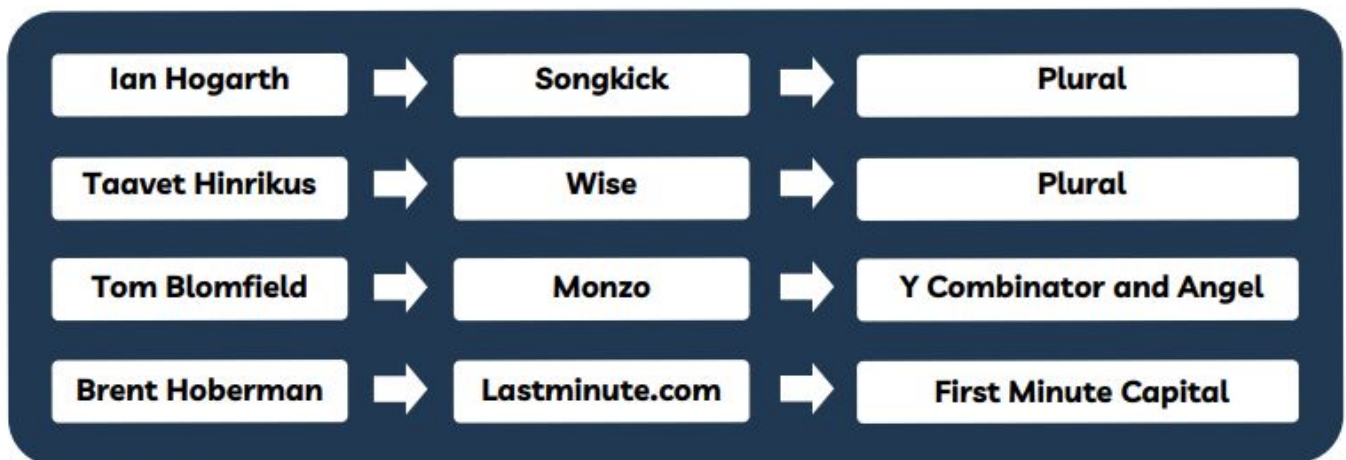 Ian Hogarth Songkick Plural
Taavet Hinrikus Wise Plural
Tom Blomfield Monzo Y Combinator and Angel
Brent Hoberman Lastminute.com First Minute Capital